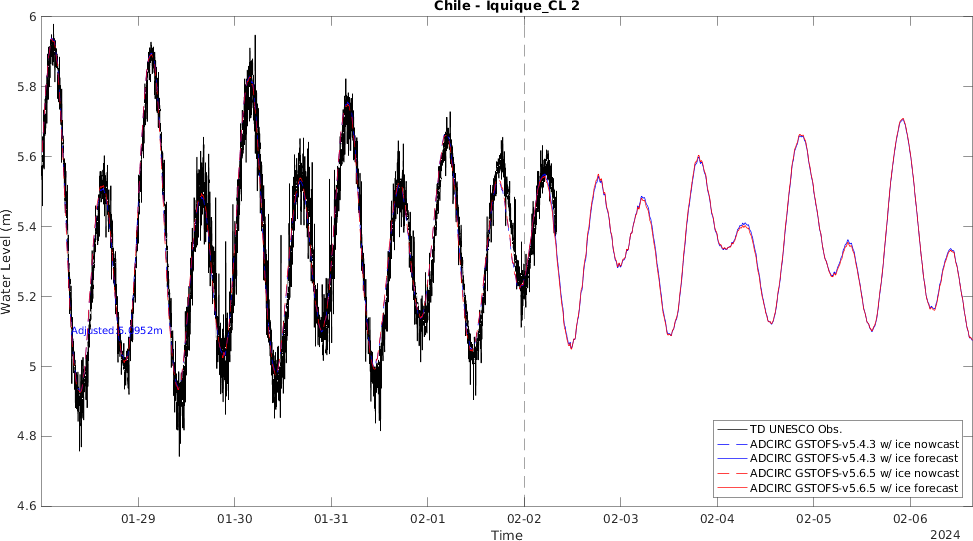 Chile - Iquique_CL 2
6
5.8
5.6
5.4
5.2
5
4.8
4.6
Water Level (m)
Adjusted:5.0952m
TD UNESCO Obs.
ADCIRC GSTOFS-v5.4.3 w/ ice nowcast
ADCIRC GSTOFS-v5.4.3 w/ ice forecast
ADCIRC GSTOFS-v5.6.5 w/ ice nowcast
ADCIRC GSTOFS-v5.6.5 w/ ice forecast
01-29 01-30 01-31 02-01 02-02 02-03 02-04 02-05 02-06
Time
2024